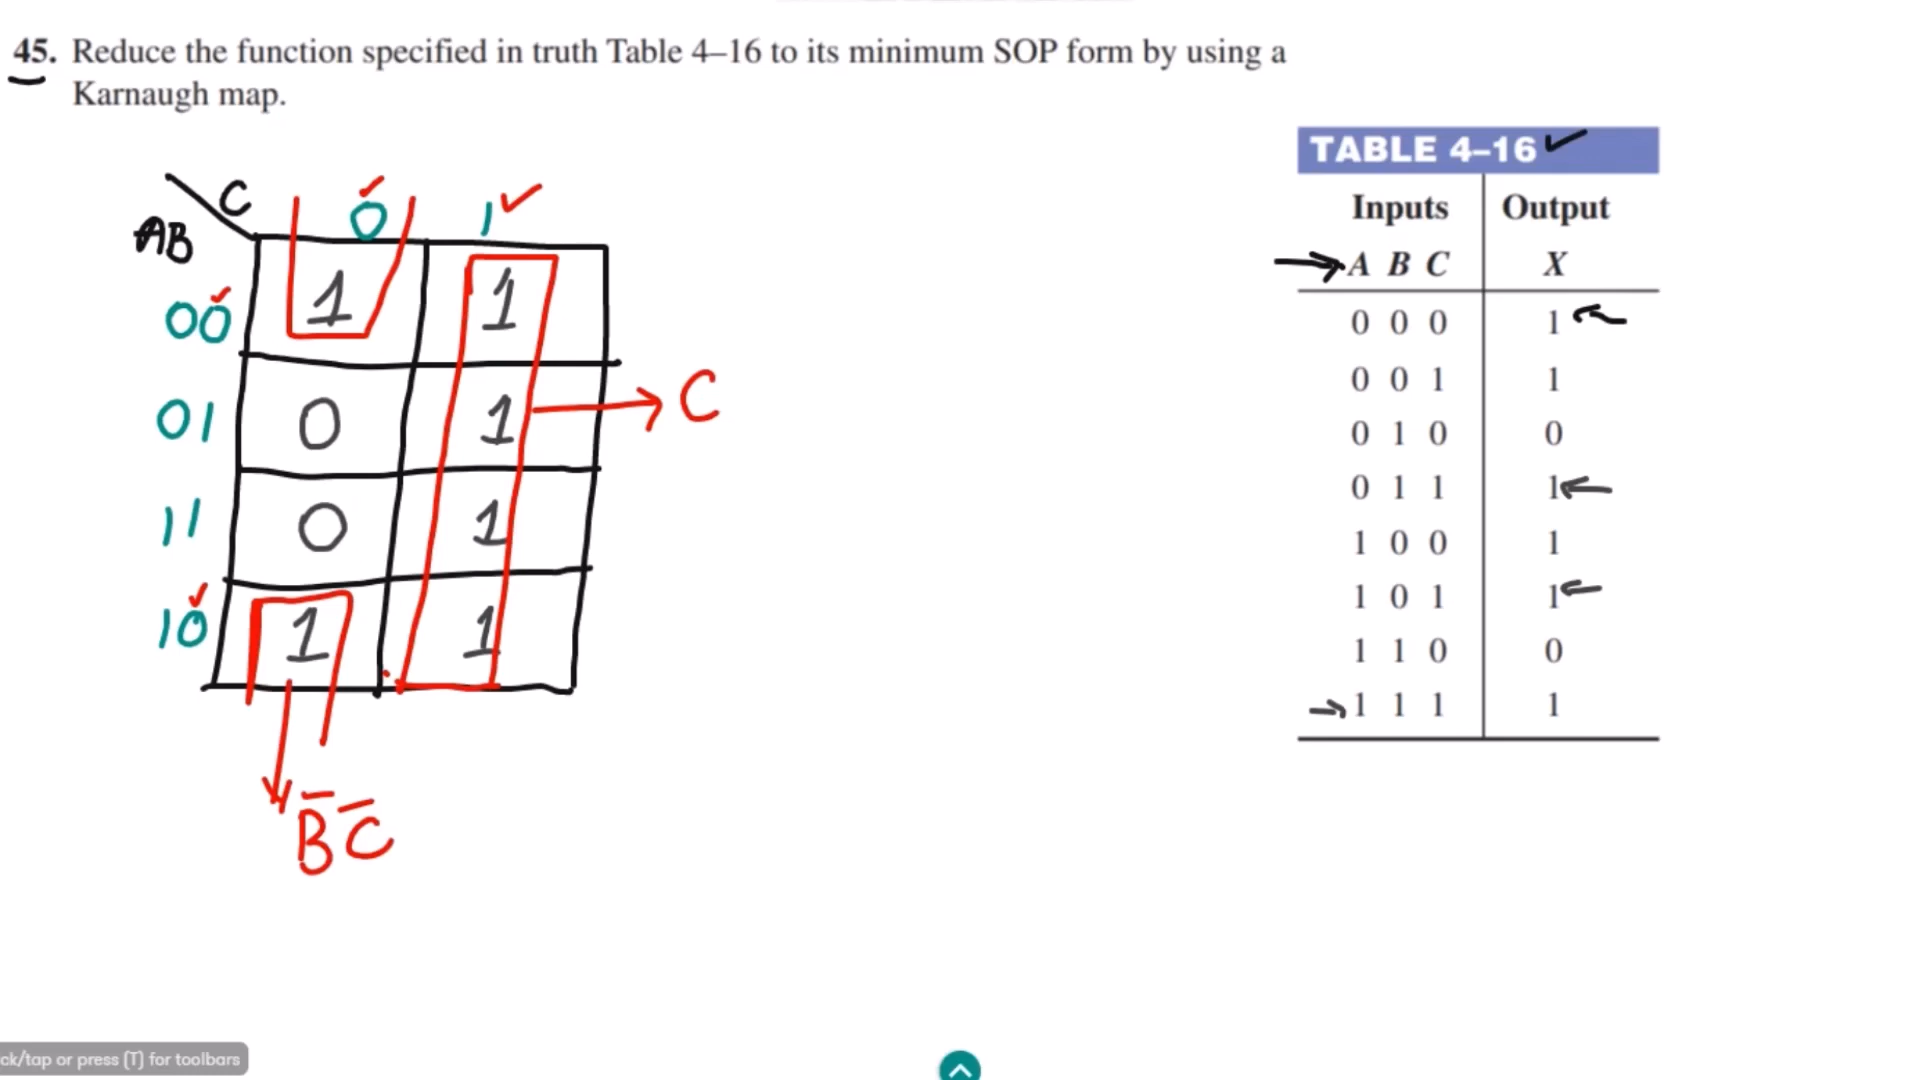 45. Reduce the function specified in truth Table 4–16 to its minimum SOP form by using a
Karnaugh map.
C
AB
0 1
00 1 1
01 0 1
11 0 1
10 1 1
C
B̅ C̅
TABLE 4–16
Inputs Output
A B C X
0 0 0 1
0 0 1 1
0 1 0 0
0 1 1 1
1 0 0 1
1 0 1 1
1 1 0 0
1 1 1 1
ck/tap or press (T) for toolbars